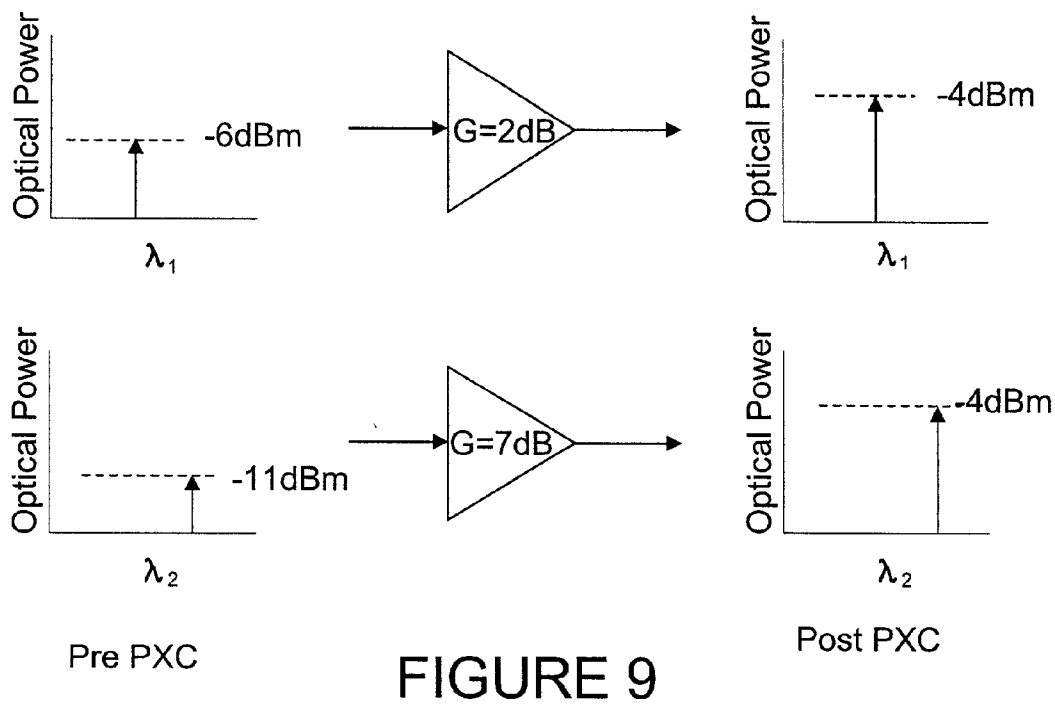 Optical Power
-6dBm
λ1
G=2dB
Optical Power
-4dBm
λ1
Optical Power
-11dBm
λ2
G=7dB
Optical Power
-4dBm
λ2
Pre PXC
Post PXC
FIGURE 9